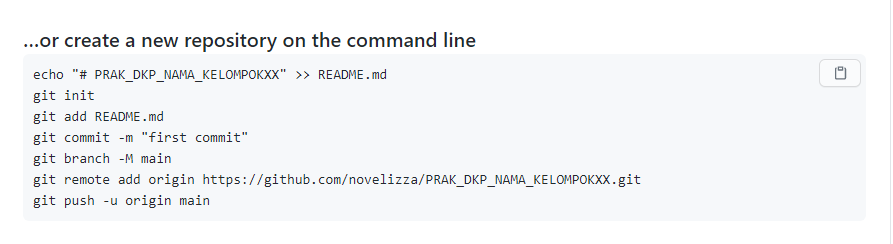 ...or create a new repository on the command line
echo "# PRAK_DKP_NAMA_KELOMPOKXX" >> README.md
git init
git add README.md
git commit -m "first commit"
git branch -M main
git remote add origin https://github.com/novelizza/PRAK_DKP_NAMA_KELOMPOKXX.git
git push -u origin main